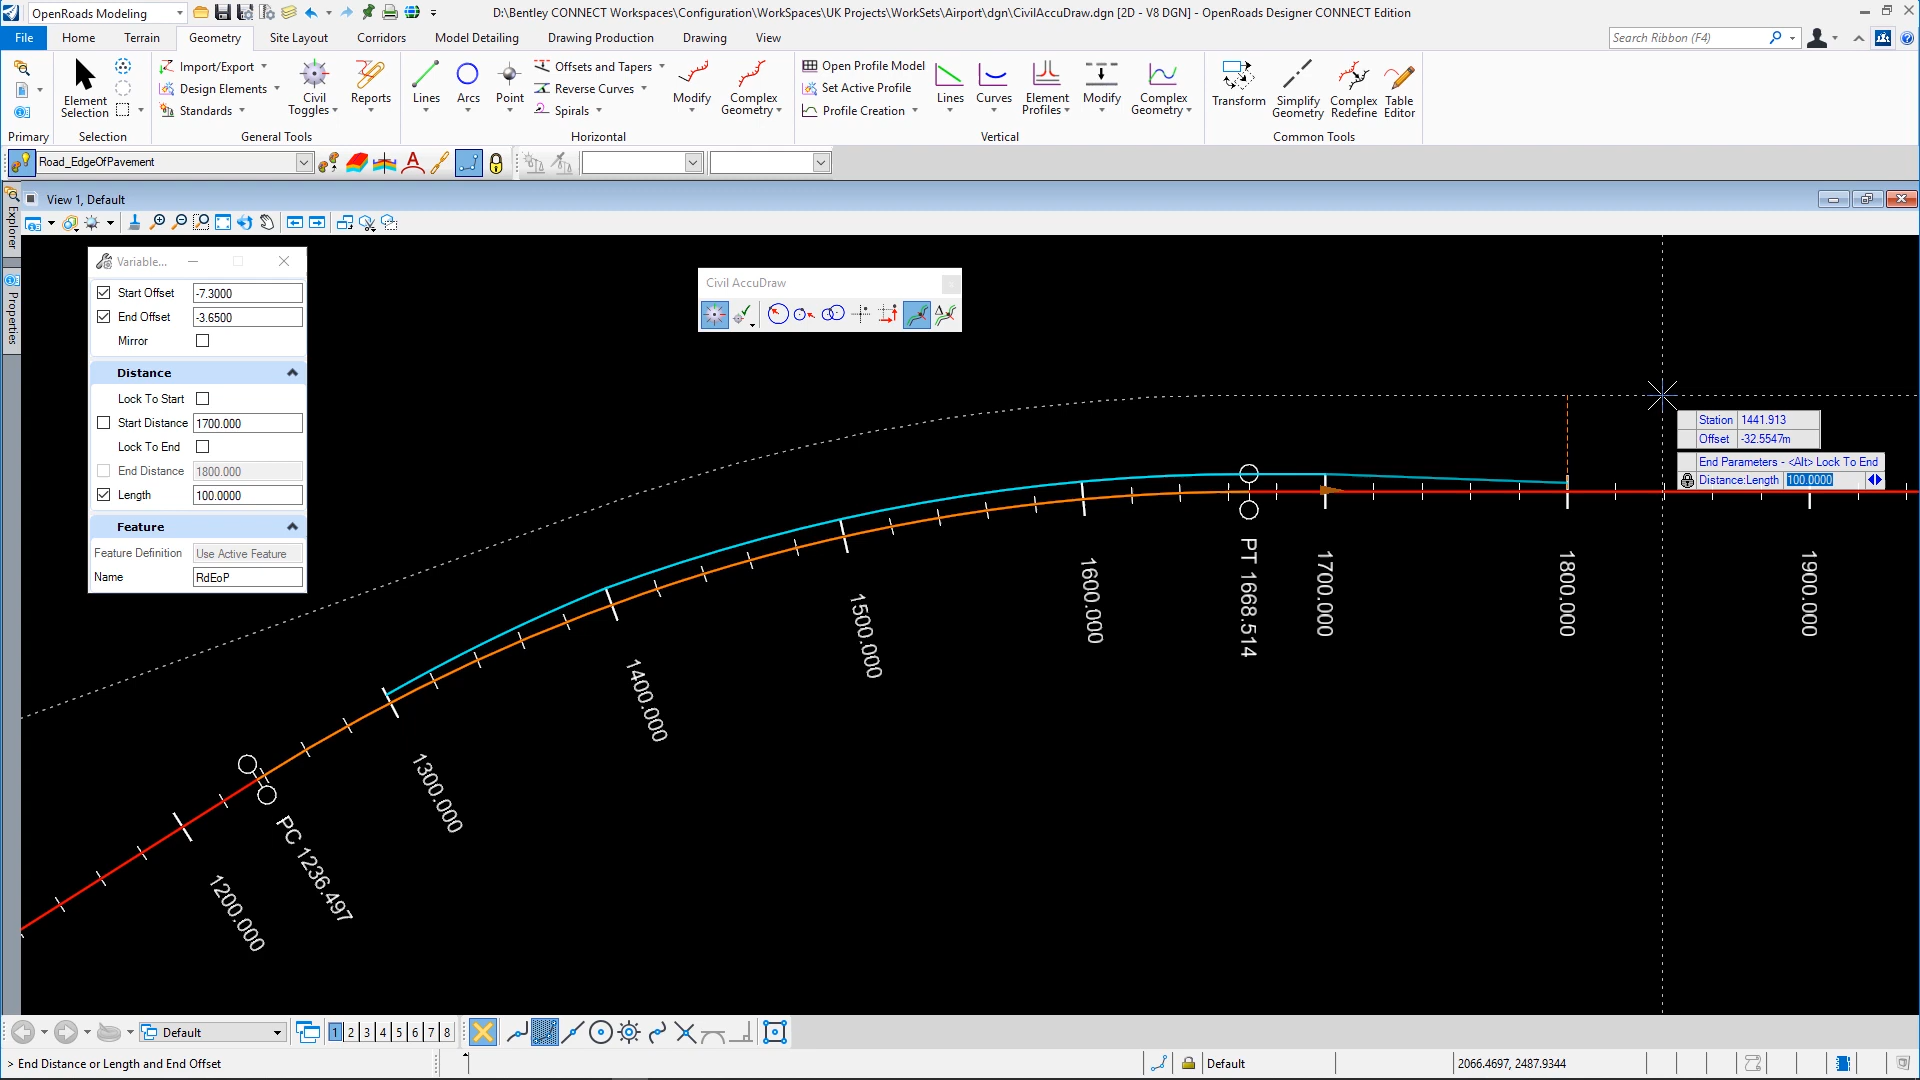 OpenRoads Modeling
D:\Bentley CONNECT Workspaces\Configuration\WorkSpaces\UK Projects\WorkSets\Airport\dgn\CivilAccuDraw.dgn [2D - V8 DGN] - OpenRoads Designer CONNECT Edition
File Home Terrain Geometry Site Layout Corridors Model Detailing Drawing Production Drawing View
Search Ribbon (F4)
Element Selection
Import/Export
Design Elements
Standards
Civil Toggles
Reports
Lines
Arcs
Point
Offsets and Tapers
Reverse Curves
Spirals
Modify
Complex Geometry
Open Profile Model
Set Active Profile
Profile Creation
Lines
Curves
Element Profiles
Modify
Complex Geometry
Transform
Simplify Geometry
Complex Redefine
Table Editor
Primary Selection General Tools Horizontal Vertical Common Tools
Road_EdgeOfPavement
View 1, Default
Explorer
Properties
Variable...
Start Offset -7.3000
End Offset -3.6500
Mirror
Distance
Lock To Start
Start Distance 1700.000
Lock To End
End Distance 1800.000
Length 100.0000
Feature
Feature Definition Use Active Feature
Name RdEoP
Civil AccuDraw
Station 1441.913
Offset -32.5547m
End Parameters - <Alt> Lock To End
Distance:Length 100.0000
1200.000
PC 1236.497
1300.000
1400.000
1500.000
1600.000
PT 1668.514
1700.000
1800.000
1900.000
Default
1 2 3 4 5 6 7 8
> End Distance or Length and End Offset
Default
2066.4697, 2487.9344